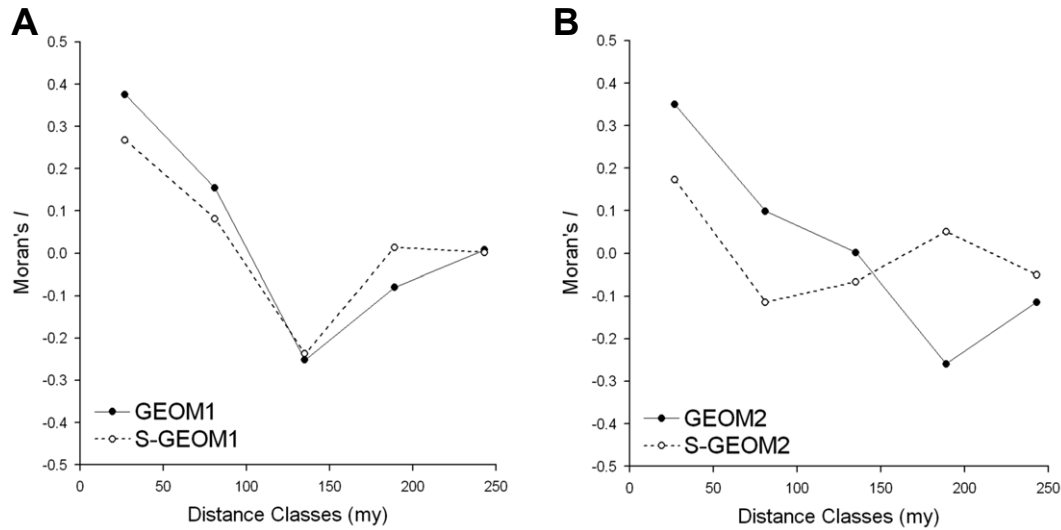 A
0.5
0.4
0.3
0.2
0.1
0.0
-0.1
-0.2
-0.3
-0.4
-0.5
Moran's I
0 50 100 150 200 250
Distance Classes (my)
GEOM1
S-GEOM1
B
0.5
0.4
0.3
0.2
0.1
0.0
-0.1
-0.2
-0.3
-0.4
-0.5
Moran's I
0 50 100 150 200 250
Distance Classes (my)
GEOM2
S-GEOM2